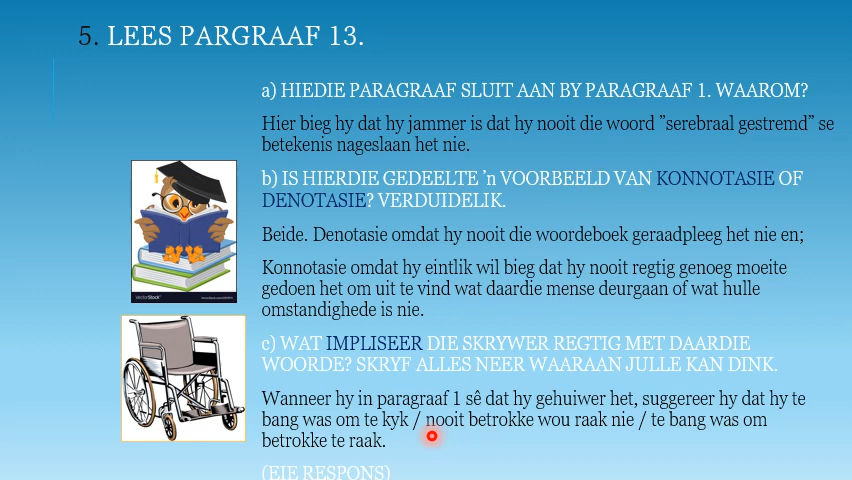 5. LEES PARGRAAF 13.
a) HIEDIE PARAGRAAF SLUIT AAN BY PARAGRAAF 1. WAAROM?
Hier bieg hy dat hy jammer is dat hy nooit die woord ”serebraal gestremd” se
betekenis nageslaan het nie.
b) IS HIERDIE GEDEELTE ’n VOORBEELD VAN KONNOTASIE OF
DENOTASIE? VERDUIDELIK.
Beide. Denotasie omdat hy nooit die woordeboek geraadpleeg het nie en;
Konnotasie omdat hy eintlik wil bieg dat hy nooit regtig genoeg moeite
gedoen het om uit te vind wat daardie mense deurgaan of wat hulle
omstandighede is nie.
c) WAT IMPLISEER DIE SKRYWER REGTIG MET DAARDIE
WOORDE? SKRYF ALLES NEER WAARAAN JULLE KAN DINK.
Wanneer hy in paragraaf 1 sê dat hy gehuiwer het, suggereer hy dat hy te
bang was om te kyk / nooit betrokke wou raak nie / te bang was om
betrokke te raak.
(EIE RESPONS)
VectorStock